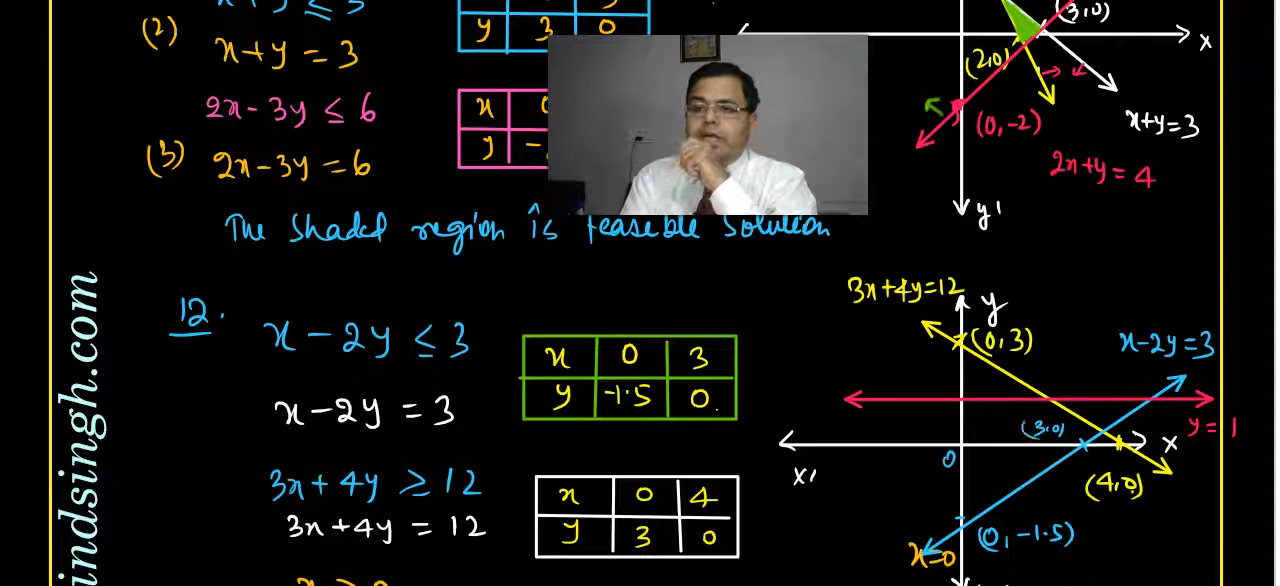 (2)
x+y = 3
2x-3y ≤ 6
(3) 2x-3y = 6
y 3 0
x
y
The shaded region is feasible solution
(3,0)
x
(2,0)
(0,-2)
x+y=3
2x+y = 4
y'
12. x - 2y ≤ 3
x - 2y = 3
x 0 3
y -1.5 0
3x + 4y ≥ 12
3x + 4y = 12
x 0 4
y 3 0
3x+4y=12
y
(0,3)
x-2y=3
y=1
(3,0)
x
0
x'
(4,0)
(0,-1.5)
x=0
indsingh.com